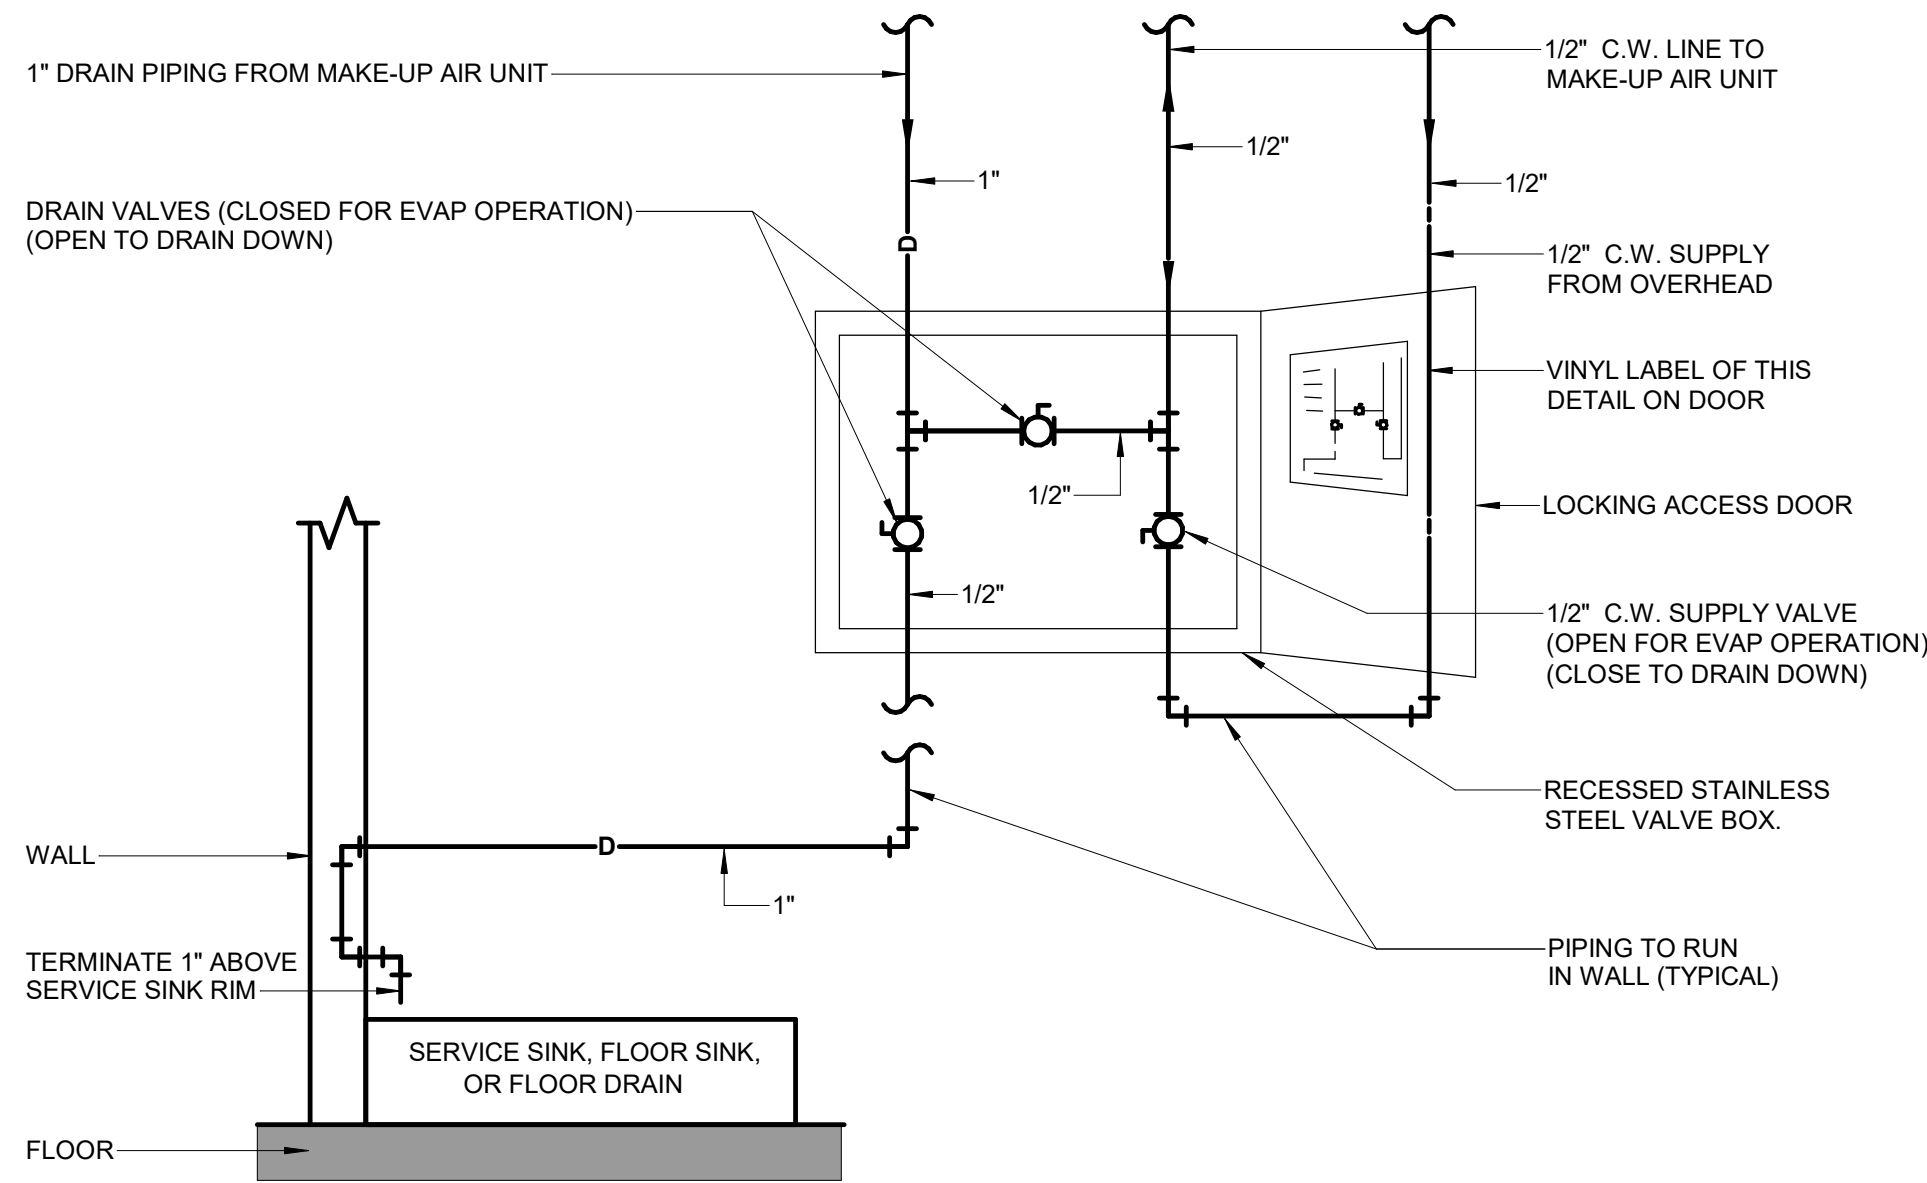 1" DRAIN PIPING FROM MAKE-UP AIR UNIT
1/2" C.W. LINE TO
MAKE-UP AIR UNIT
1/2"
1"
1/2"
DRAIN VALVES (CLOSED FOR EVAP OPERATION)
(OPEN TO DRAIN DOWN)
D
1/2" C.W. SUPPLY
FROM OVERHEAD
VINYL LABEL OF THIS
DETAIL ON DOOR
1/2"
LOCKING ACCESS DOOR
1/2"
1/2" C.W. SUPPLY VALVE
(OPEN FOR EVAP OPERATION)
(CLOSE TO DRAIN DOWN)
RECESSED STAINLESS
STEEL VALVE BOX.
WALL
D
1"
PIPING TO RUN
IN WALL (TYPICAL)
TERMINATE 1" ABOVE
SERVICE SINK RIM
SERVICE SINK, FLOOR SINK,
OR FLOOR DRAIN
FLOOR